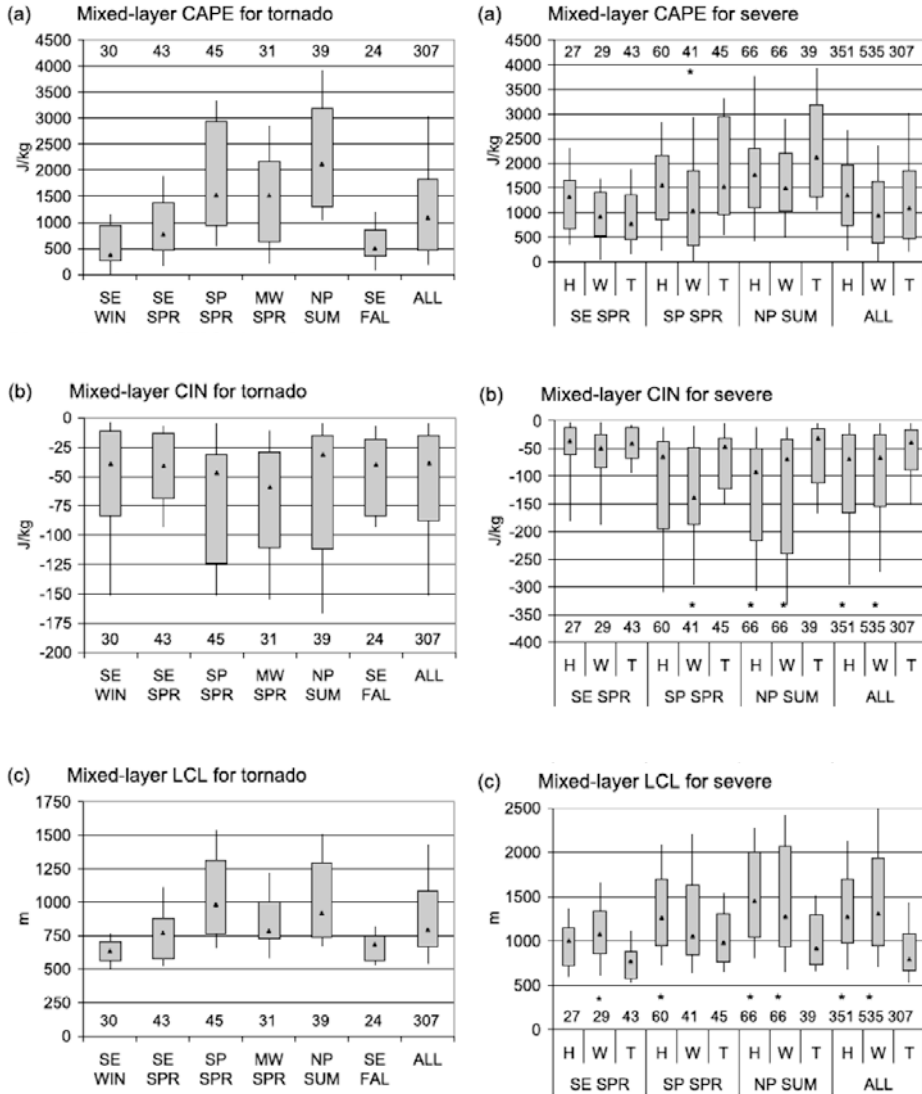 (a) Mixed-layer CAPE for tornado
4500
4000
3500
3000
2500
2000
1500
1000
500
0
J/kg
30 43 45 31 39 24 307
SE WIN
SE SPR
SP SPR
MW SPR
NP SUM
SE FAL
ALL
(a) Mixed-layer CAPE for severe
4500
4000
3500
3000
2500
2000
1500
1000
500
0
J/kg
27 29 43 60 41 45 66 66 39 351 535 307
*
H W T H W T H W T H W T
SE SPR SP SPR NP SUM ALL
(b) Mixed-layer CIN for tornado
0
-25
-50
-75
-100
-125
-150
-175
-200
J/kg
30 43 45 31 39 24 307
SE WIN
SE SPR
SP SPR
MW SPR
NP SUM
SE FAL
ALL
(b) Mixed-layer CIN for severe
0
-50
-100
-150
-200
-250
-300
-350
-400
J/kg
* * * * *
27 29 43 60 41 45 66 66 39 351 535 307
H W T H W T H W T H W T
SE SPR SP SPR NP SUM ALL
(c) Mixed-layer LCL for tornado
1750
1500
1250
1000
750
500
250
0
m
30 43 45 31 39 24 307
SE WIN
SE SPR
SP SPR
MW SPR
NP SUM
SE FAL
ALL
(c) Mixed-layer LCL for severe
2500
2000
1500
1000
500
0
m
* * * * * *
27 29 43 60 41 45 66 66 39 351 535 307
H W T H W T H W T H W T
SE SPR SP SPR NP SUM ALL